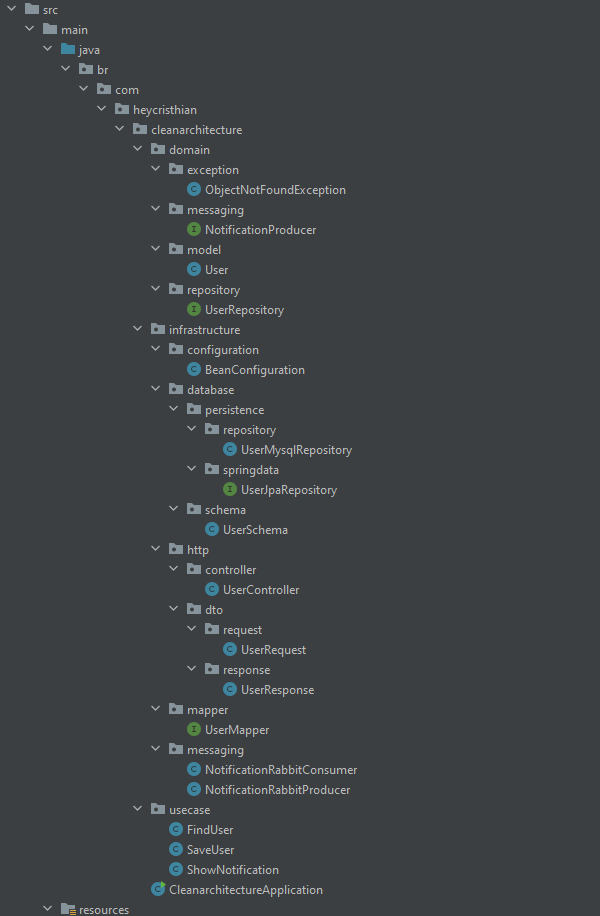 src
main
java
br
com
heycristhian
cleanarchitecture
domain
exception
C ObjectNotFoundException
messaging
I NotificationProducer
model
C User
repository
I UserRepository
infrastructure
configuration
C BeanConfiguration
database
persistence
repository
C UserMysqlRepository
springdata
I UserJpaRepository
schema
C UserSchema
http
controller
C UserController
dto
request
C UserRequest
response
C UserResponse
mapper
I UserMapper
messaging
C NotificationRabbitConsumer
C NotificationRabbitProducer
usecase
C FindUser
C SaveUser
C ShowNotification
C CleanarchitectureApplication
resources